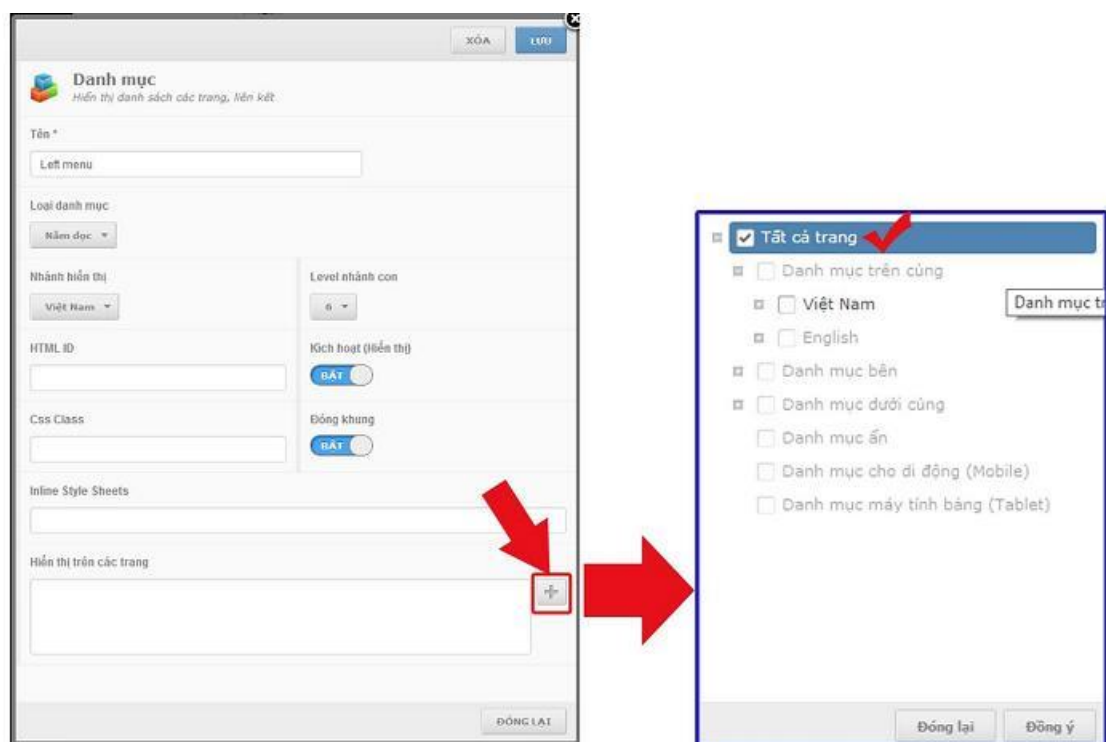 XÓA
LƯU
Danh mục
Hiển thị danh sách các trang, liên kết
Tên *
Left menu
Loại danh mục
Nằm dọc
Nhánh hiển thị
Level nhánh con
Việt Nam
6
HTML ID
Kích hoạt (Hiển thị)
BẬT
Css Class
Đóng khung
BẬT
Inline Style Sheets
Hiển thị trên các trang
ĐÓNG LẠI
Tất cả trang
Danh mục trên cùng
Việt Nam
Danh mục tr
English
Danh mục bên
Danh mục dưới cùng
Danh mục ẩn
Danh mục cho di động (Mobile)
Danh mục máy tính bảng (Tablet)
Đóng lại
Đồng ý